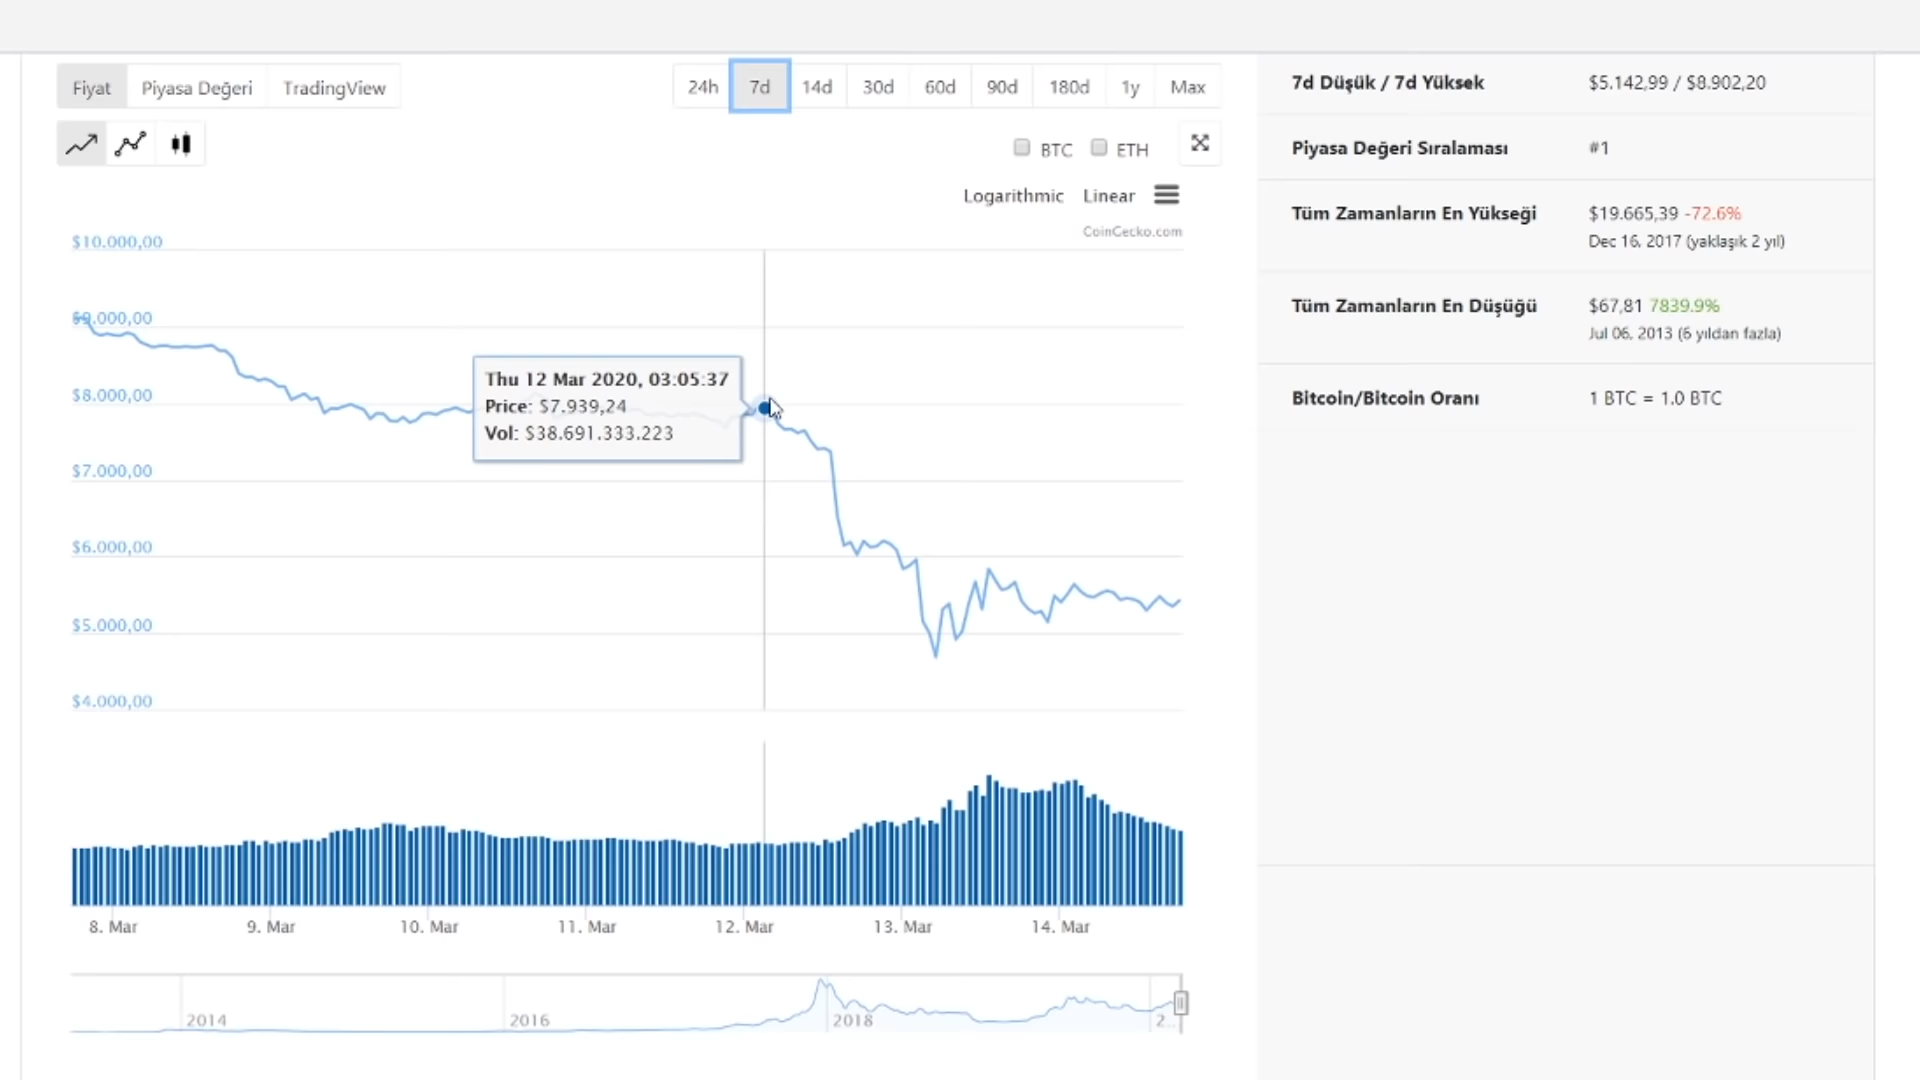 Fiyat Piyasa Değeri TradingView
24h 7d 14d 30d 60d 90d 180d 1y Max
BTC ETH
Logarithmic Linear
CoinGecko.com
$10.000,00
$9.000,00
$8.000,00
$7.000,00
$6.000,00
$5.000,00
$4.000,00
Thu 12 Mar 2020, 03:05:37
Price: $7.939,24
Vol: $38.691.333.223
8. Mar 9. Mar 10. Mar 11. Mar 12. Mar 13. Mar 14. Mar
2014 2016 2018 2...
7d Düşük / 7d Yüksek $5.142,99 / $8.902,20
Piyasa Değeri Sıralaması #1
Tüm Zamanların En Yükseği $19.665,39 -72.6%
Dec 16, 2017 (yaklaşık 2 yıl)
Tüm Zamanların En Düşüğü $67,81 7839.9%
Jul 06, 2013 (6 yıldan fazla)
Bitcoin/Bitcoin Oranı 1 BTC = 1.0 BTC